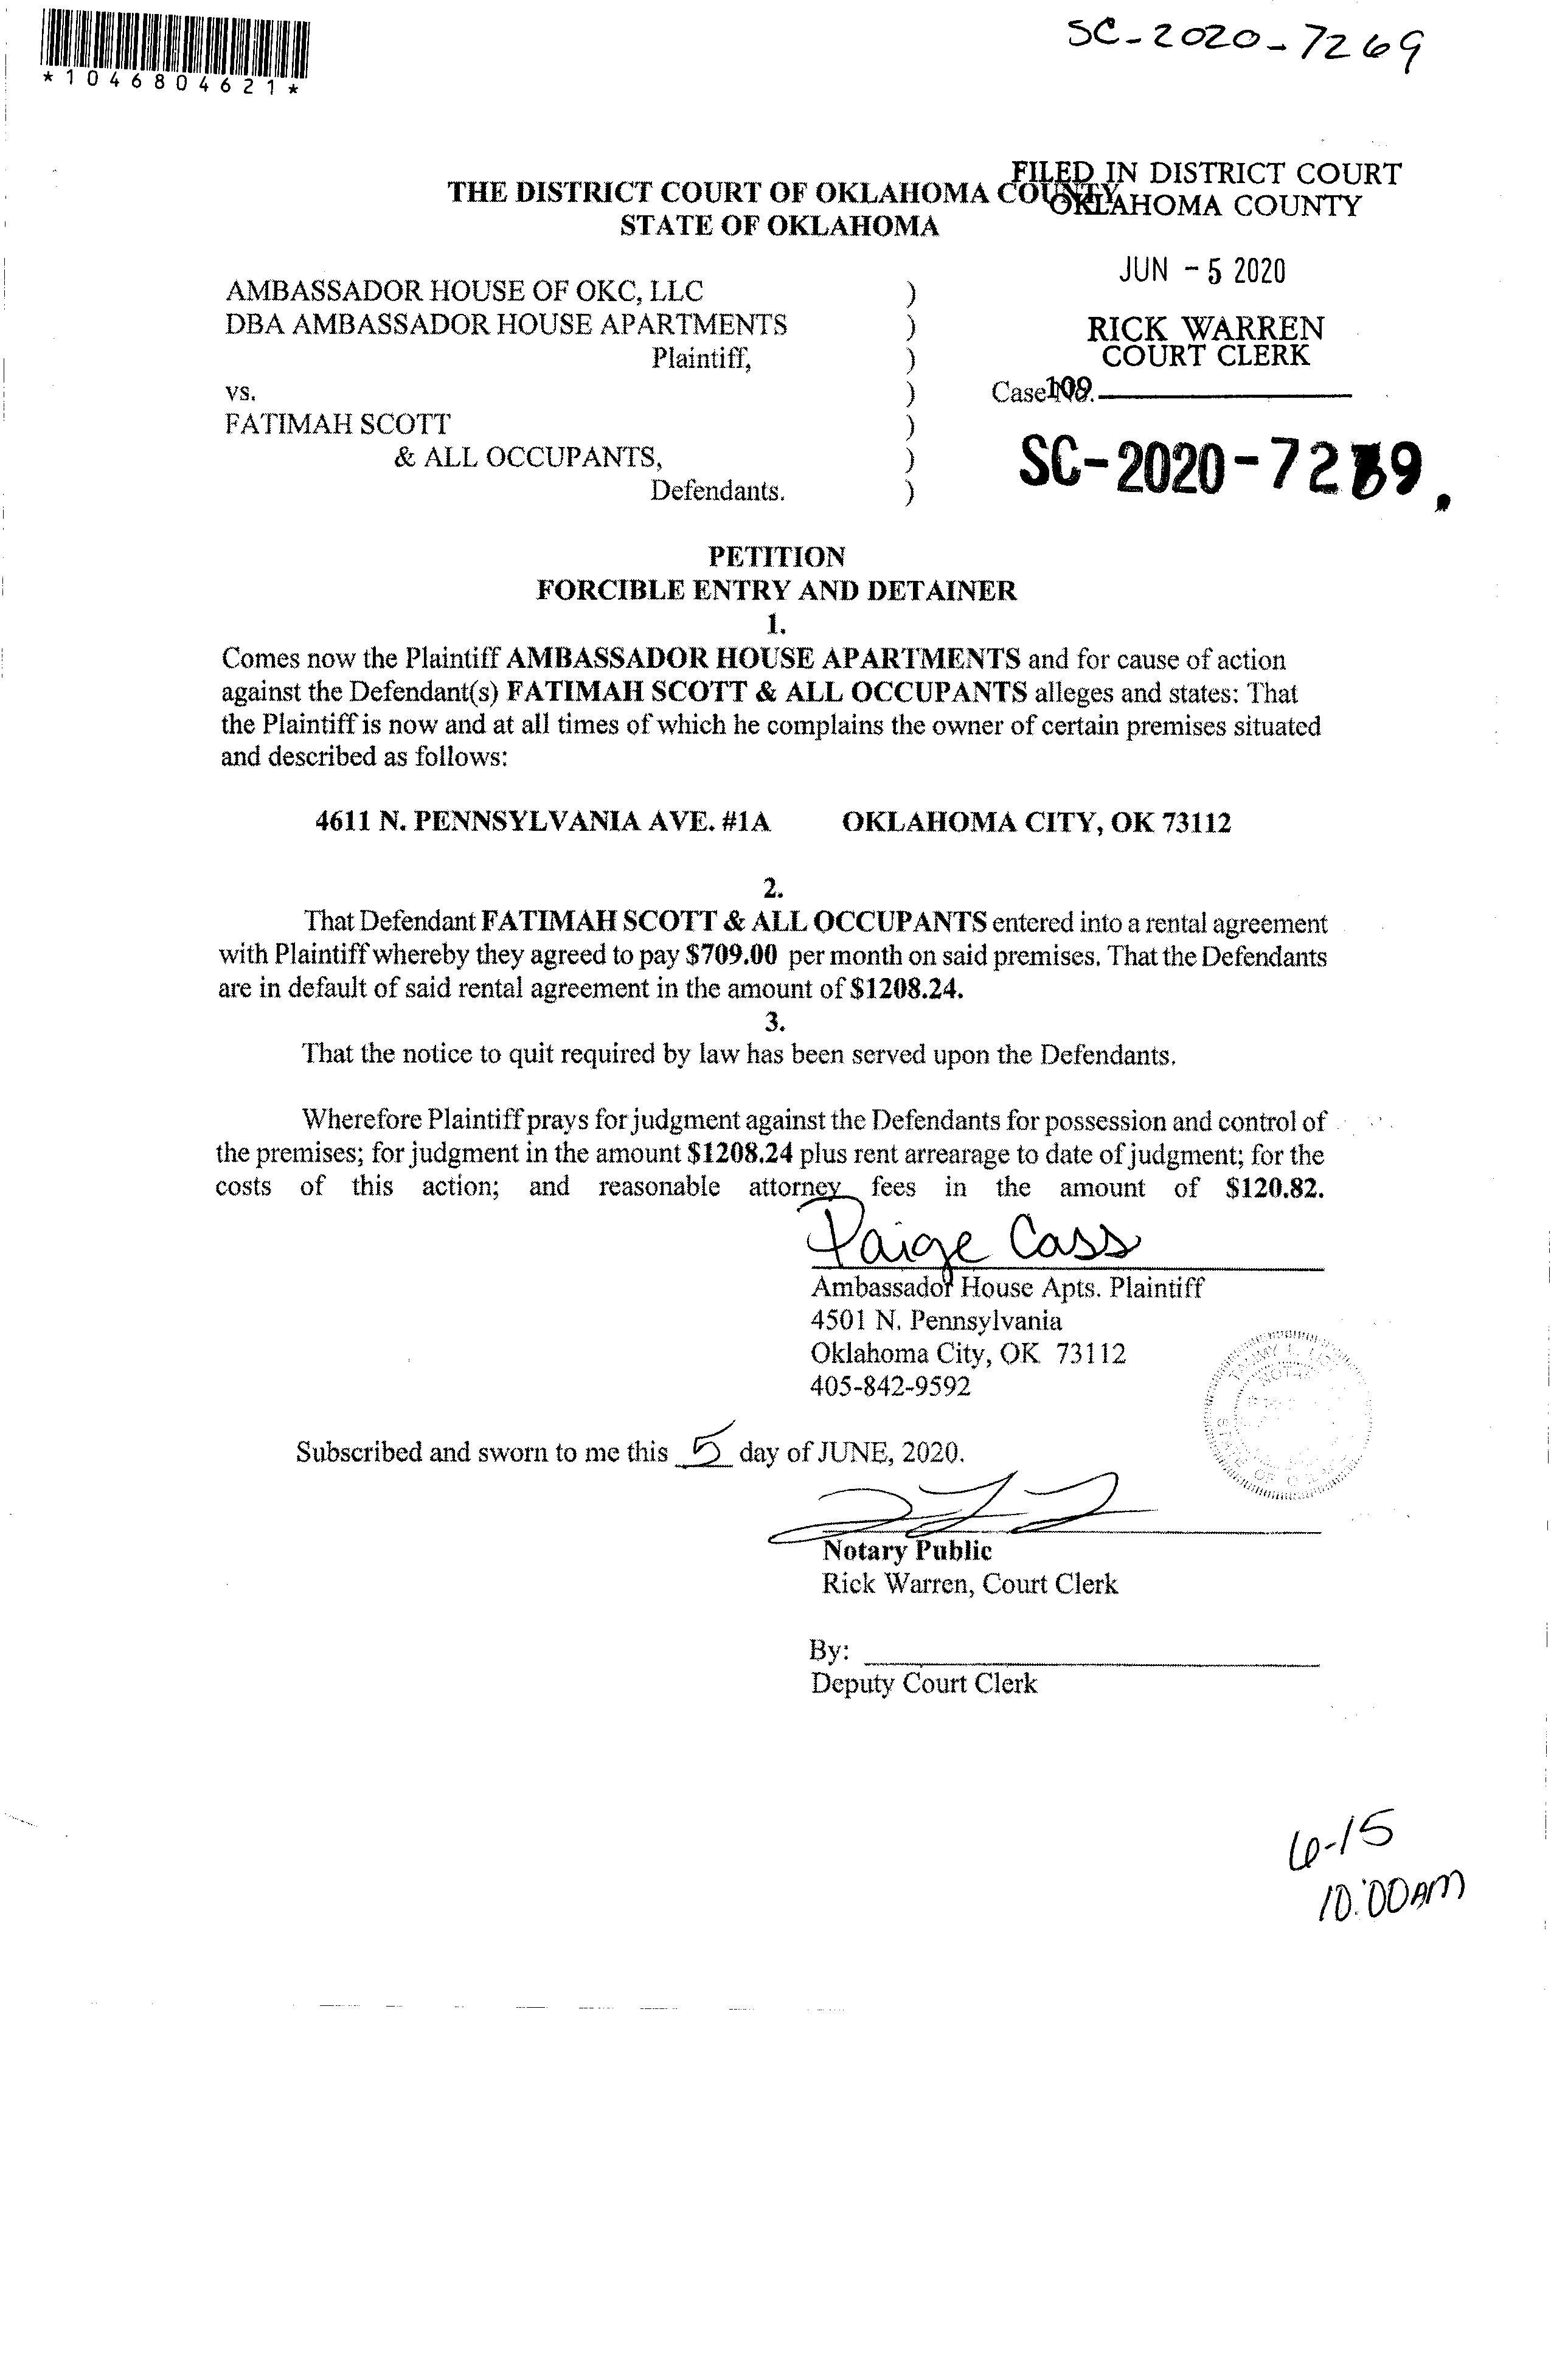 *1046804621*
SC-2020-7269
FILED IN DISTRICT COURT
OKLAHOMA COUNTY
THE DISTRICT COURT OF OKLAHOMA COUNTY
STATE OF OKLAHOMA
JUN - 5 2020
RICK WARREN
COURT CLERK
109
AMBASSADOR HOUSE OF OKC, LLC )
DBA AMBASSADOR HOUSE APARTMENTS )
Plaintiff, )
vs. ) Case No.
FATIMAH SCOTT )
& ALL OCCUPANTS, )
Defendants. )
SC-2020-7269.
PETITION
FORCIBLE ENTRY AND DETAINER
1.
Comes now the Plaintiff AMBASSADOR HOUSE APARTMENTS and for cause of action
against the Defendant(s) FATIMAH SCOTT & ALL OCCUPANTS alleges and states: That
the Plaintiff is now and at all times of which he complains the owner of certain premises situated
and described as follows:
4611 N. PENNSYLVANIA AVE. #1A OKLAHOMA CITY, OK 73112
2.
That Defendant FATIMAH SCOTT & ALL OCCUPANTS entered into a rental agreement
with Plaintiff whereby they agreed to pay $709.00 per month on said premises. That the Defendants
are in default of said rental agreement in the amount of $1208.24.
3.
That the notice to quit required by law has been served upon the Defendants.
Wherefore Plaintiff prays for judgment against the Defendants for possession and control of
the premises; for judgment in the amount $1208.24 plus rent arrearage to date of judgment; for the
costs of this action; and reasonable attorney fees in the amount of $120.82.
Paige Cass
Ambassador House Apts. Plaintiff
4501 N. Pennsylvania
Oklahoma City, OK 73112
405-842-9592
Subscribed and sworn to me this 5 day of JUNE, 2020.
Notary Public
Rick Warren, Court Clerk
By:
Deputy Court Clerk
6-15
10:00AM